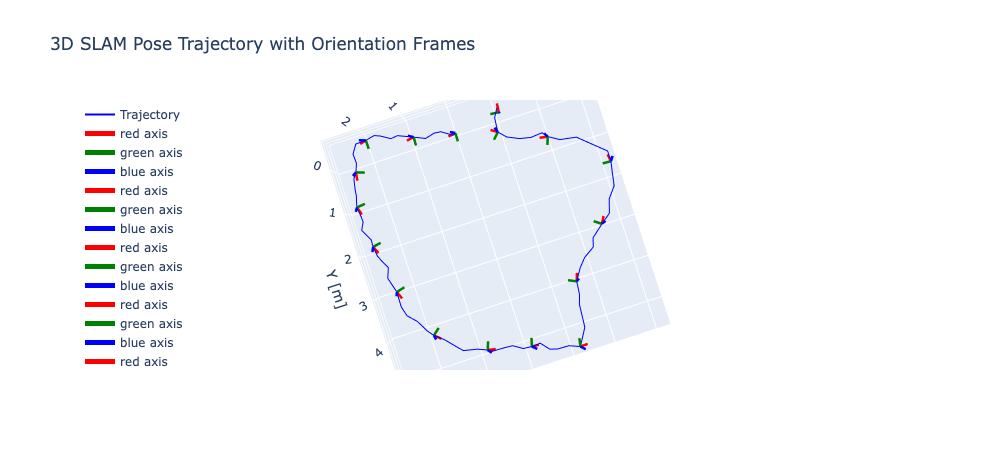 3D SLAM Pose Trajectory with Orientation Frames
Trajectory
red axis
green axis
blue axis
red axis
green axis
blue axis
red axis
green axis
blue axis
red axis
green axis
blue axis
red axis
1
2
0
1
2
3
4
Y [m]